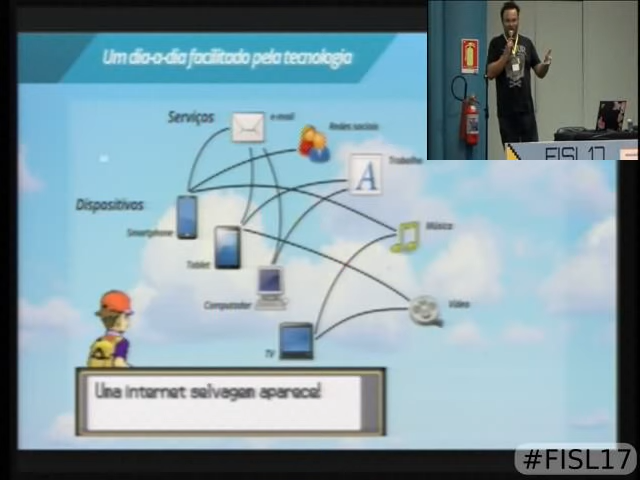 Um dia-a-dia facilitado pela tecnologia
Serviços
e-mail
Redes sociais
Trabalho
A
Dispositivos
Smartphone
Música
Tablet
Computador
Vídeo
TV
Uma internet selvagem aparece!
FISL17
#FISL17